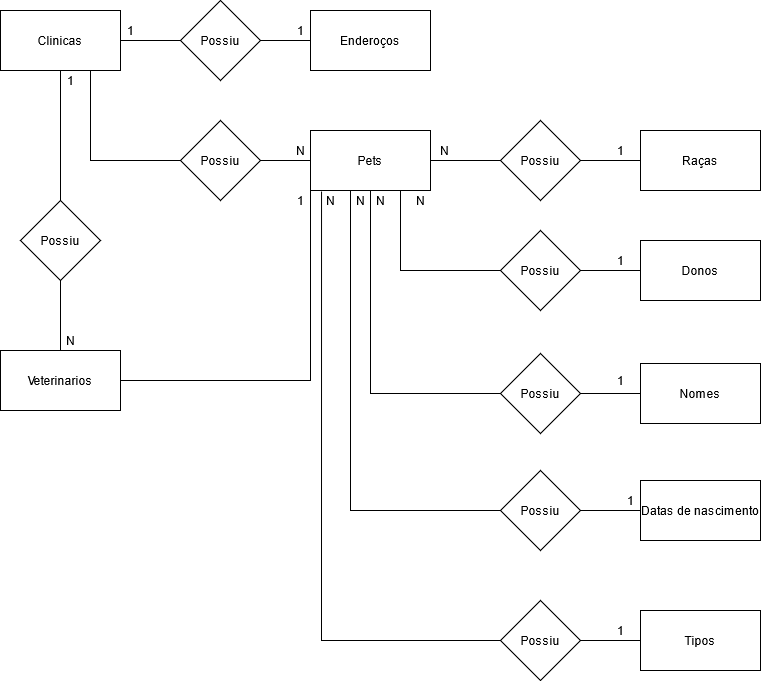 Clinicas
1
Possiu
1
Enderoços
1
Possiu
N
Pets
N
Possiu
1
Raças
1
N
N
N
N
Possiu
Possiu
1
Donos
N
Veterinarios
Possiu
1
Nomes
Possiu
1
Datas de nascimento
Possiu
1
Tipos